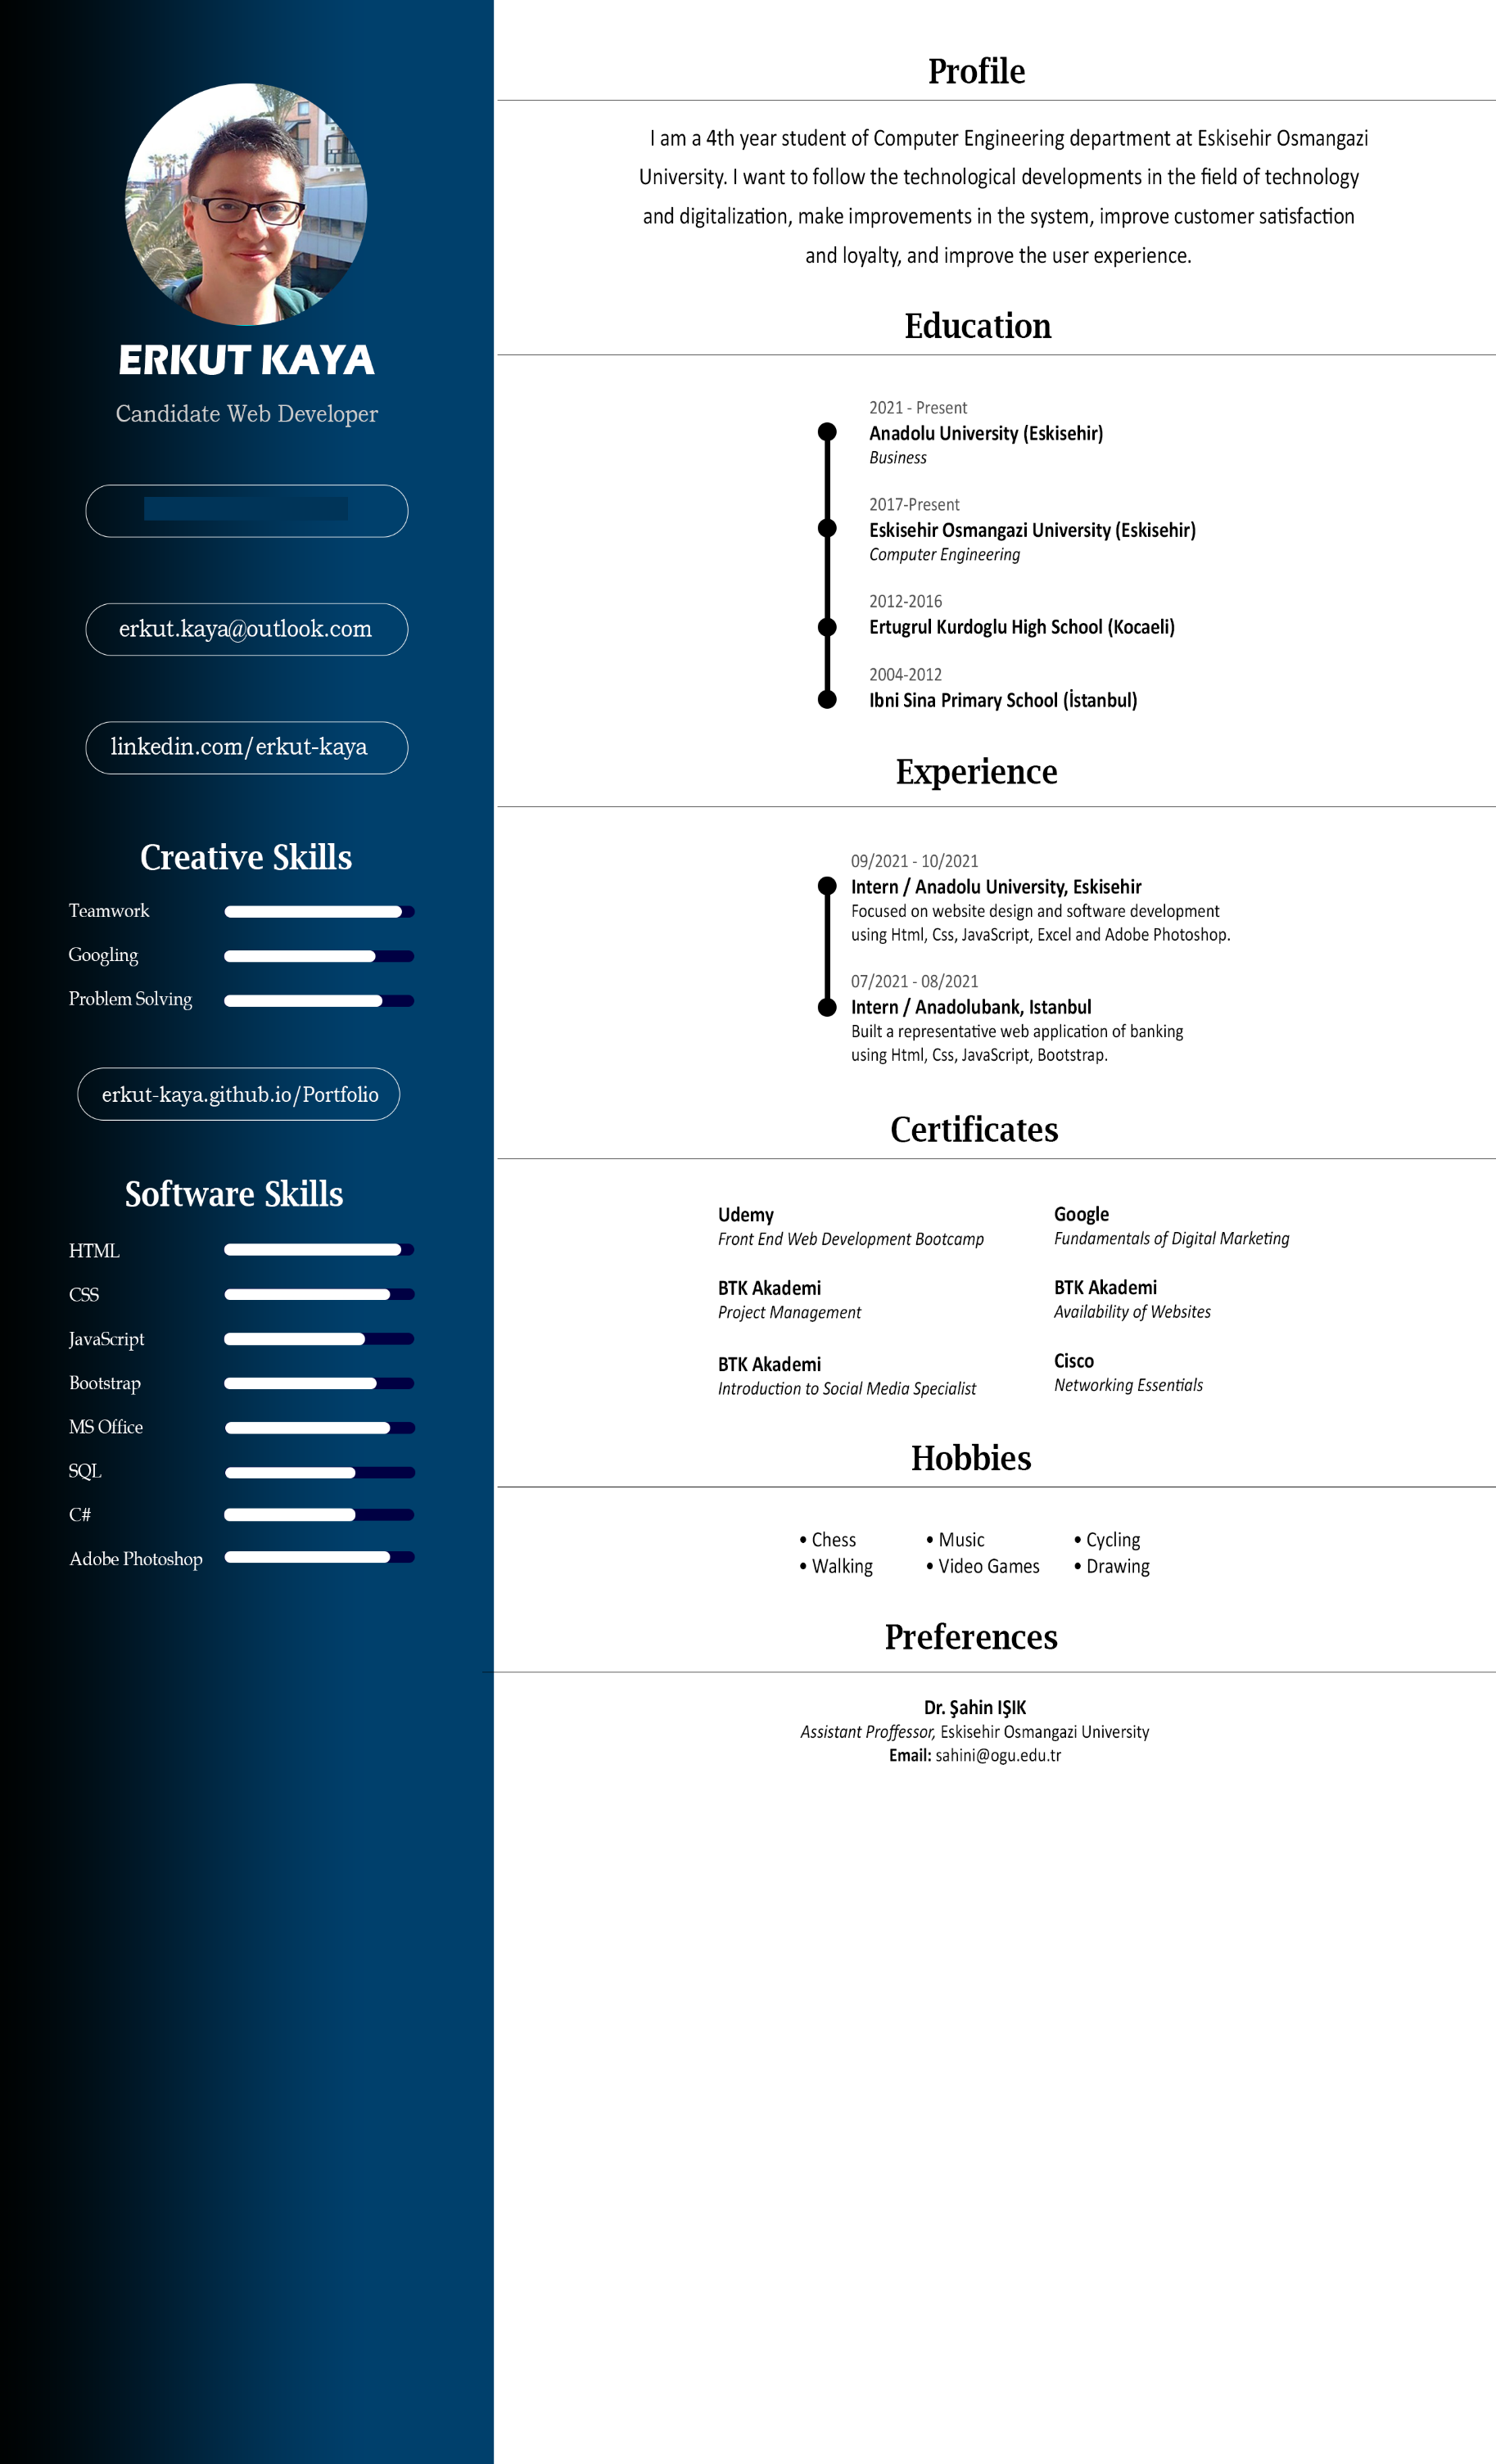 ERKUT KAYA
Candidate Web Developer
erkut.kaya@outlook.com
linkedin.com/erkut-kaya
Creative Skills
Teamwork
Googling
Problem Solving
erkut-kaya.github.io/Portfolio
Software Skills
HTML
CSS
JavaScript
Bootstrap
MS Office
SQL
C#
Adobe Photoshop
Profile
I am a 4th year student of Computer Engineering department at Eskisehir Osmangazi
University. I want to follow the technological developments in the field of technology
and digitalization, make improvements in the system, improve customer satisfaction
and loyalty, and improve the user experience.
Education
2021 - Present
Anadolu University (Eskisehir)
Business
2017-Present
Eskisehir Osmangazi University (Eskisehir)
Computer Engineering
2012-2016
Ertugrul Kurdoglu High School (Kocaeli)
2004-2012
Ibni Sina Primary School (İstanbul)
Experience
09/2021 - 10/2021
Intern / Anadolu University, Eskisehir
Focused on website design and software development
using Html, Css, JavaScript, Excel and Adobe Photoshop.
07/2021 - 08/2021
Intern / Anadolubank, Istanbul
Built a representative web application of banking
using Html, Css, JavaScript, Bootstrap.
Certificates
Udemy
Front End Web Development Bootcamp
Google
Fundamentals of Digital Marketing
BTK Akademi
Project Management
BTK Akademi
Availability of Websites
BTK Akademi
Introduction to Social Media Specialist
Cisco
Networking Essentials
Hobbies
• Chess • Music • Cycling
• Walking • Video Games • Drawing
Preferences
Dr. Şahin IŞIK
Assistant Proffessor, Eskisehir Osmangazi University
Email: sahini@ogu.edu.tr